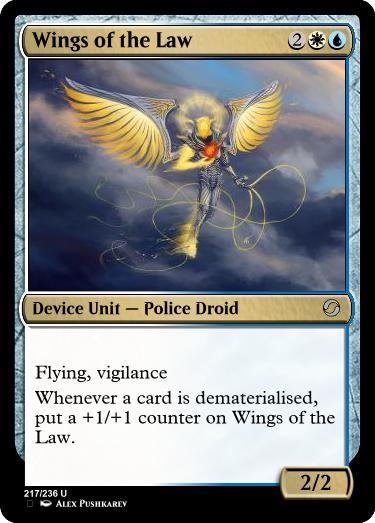 Wings of the Law 2
Device Unit — Police Droid
Flying, vigilance
Whenever a card is dematerialised,
put a +1/+1 counter on Wings of the
Law.
2/2
217/236 U
Alex Pushkarev